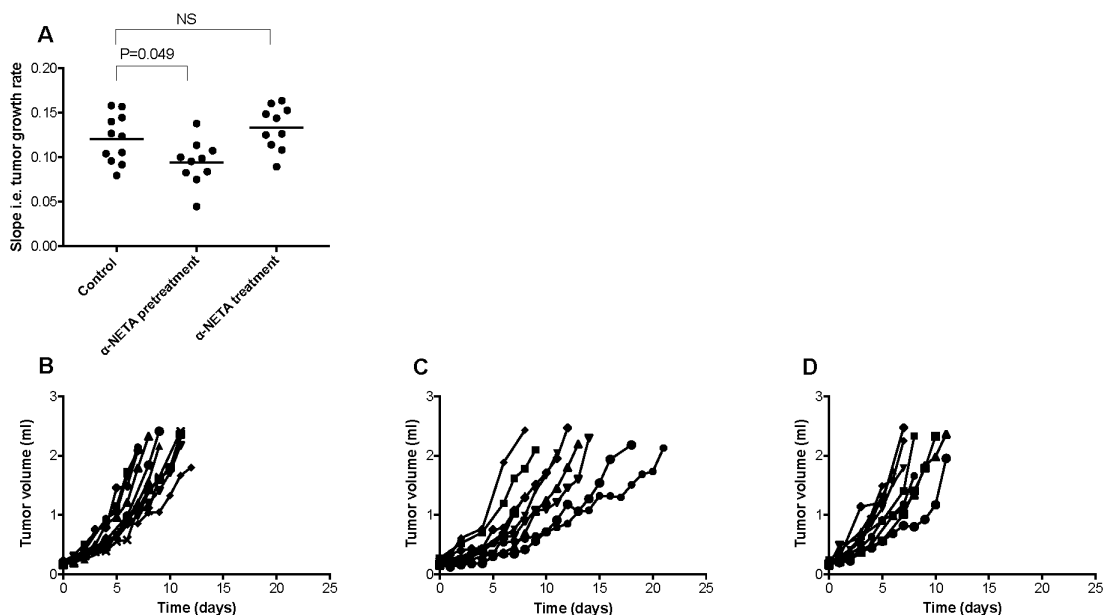 NS
A
P=0.049
0.20
0.15
0.10
0.05
0.00
Slope i.e. tumor growth rate
Control
α-NETA pretreatment
α-NETA treatment
B
3
2
1
0
Tumor volume (ml)
0 5 10 15 20 25
Time (days)
C
3
2
1
0
Tumor volume (ml)
0 5 10 15 20 25
Time (days)
D
3
2
1
0
Tumor volume (ml)
0 5 10 15 20 25
Time (days)